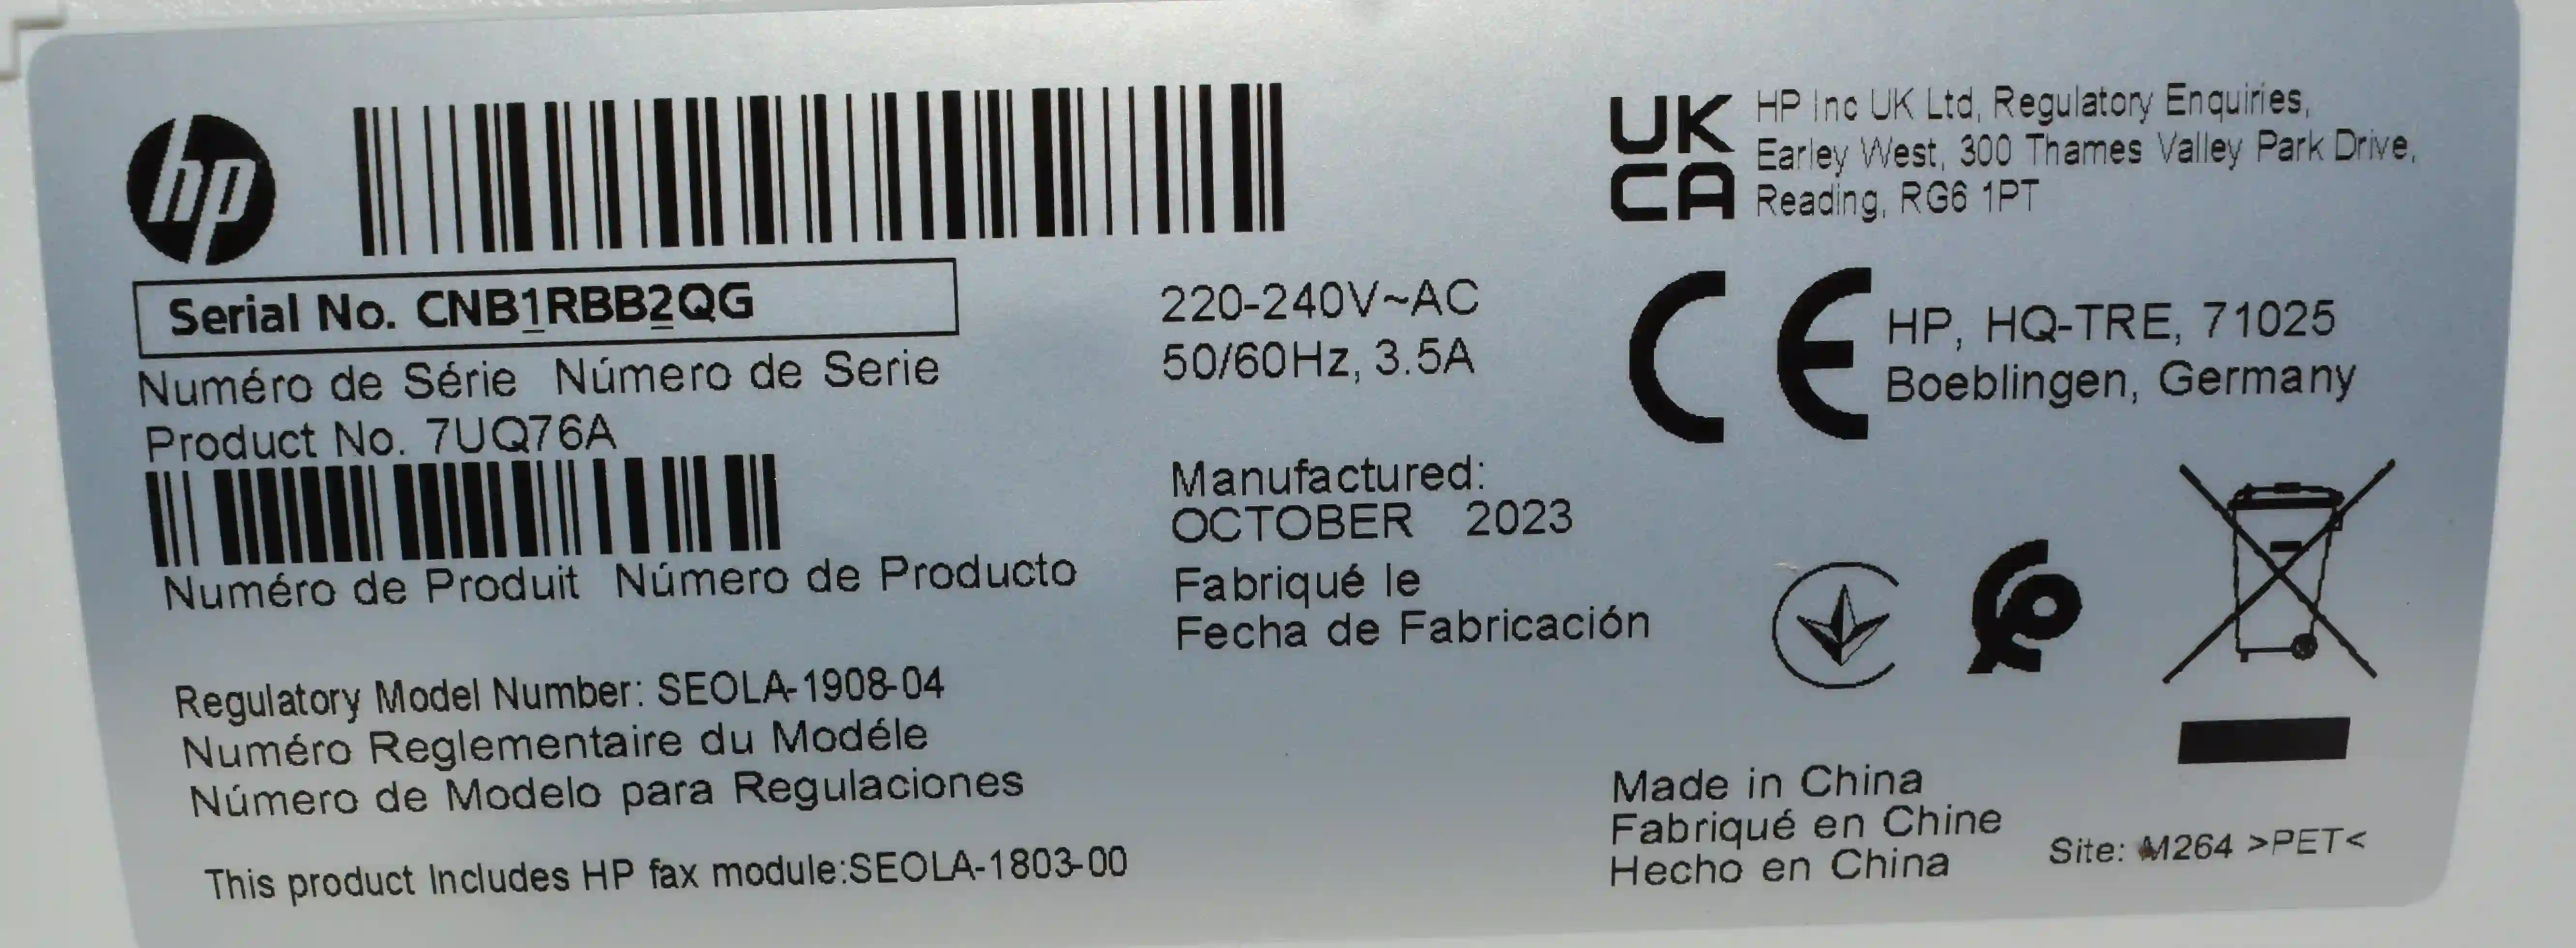 hp
Serial No. CNB1RBB2QG
Numéro de Série Número de Serie
Product No. 7UQ76A
Numéro de Produit Número de Producto
Regulatory Model Number: SEOLA-1908-04
Numéro Reglementaire du Modéle
Número de Modelo para Regulaciones
This product Includes HP fax module:SEOLA-1803-00
220-240V~AC
50/60Hz, 3.5A
Manufactured:
OCTOBER 2023
Fabriqué le
Fecha de Fabricación
UK
CA
HP Inc UK Ltd, Regulatory Enquiries,
Earley West, 300 Thames Valley Park Drive,
Reading, RG6 1PT
CE
HP, HQ-TRE, 71025
Boeblingen, Germany
Made in China
Fabriqué en Chine
Hecho en China
Site: M264 >PET<